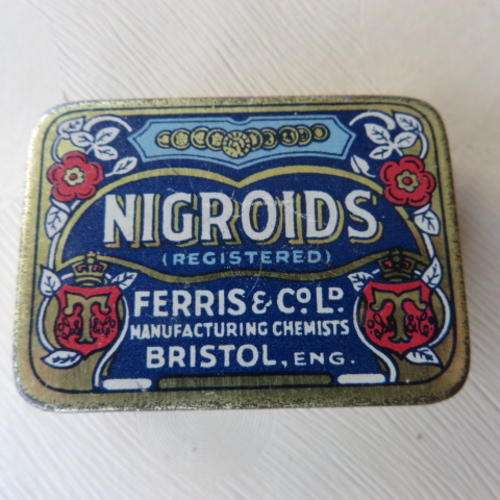 NIGROIDS
(REGISTERED)
FERRIS & Co. LD.
MANUFACTURING CHEMISTS
BRISTOL, ENG.
T
T